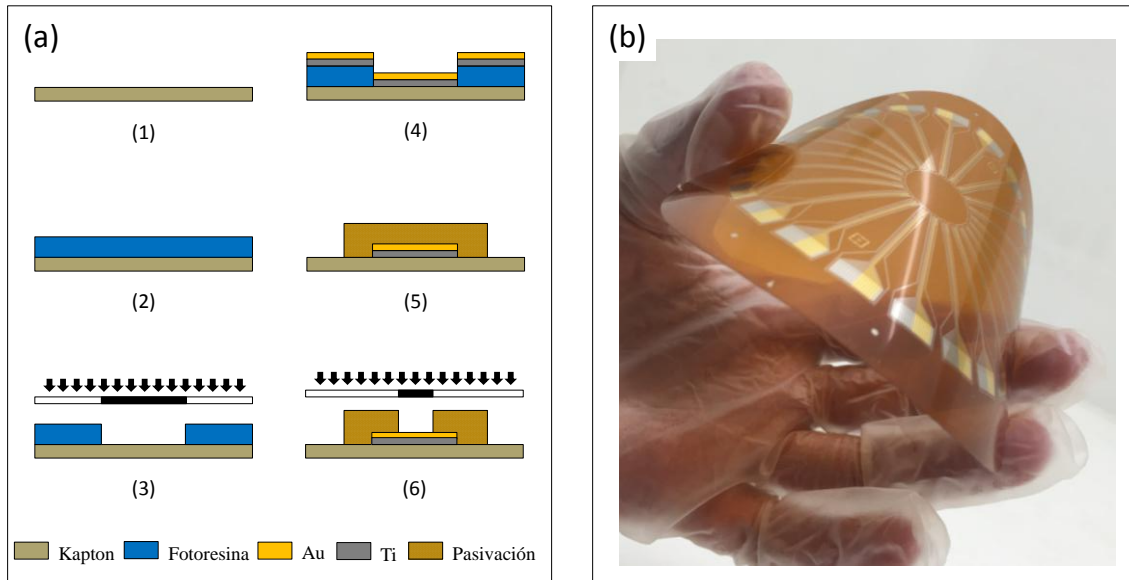 (a)
(1)
(4)
(2)
(5)
(3)
(6)
Kapton Fotoresina Au Ti Pasivación
(b)